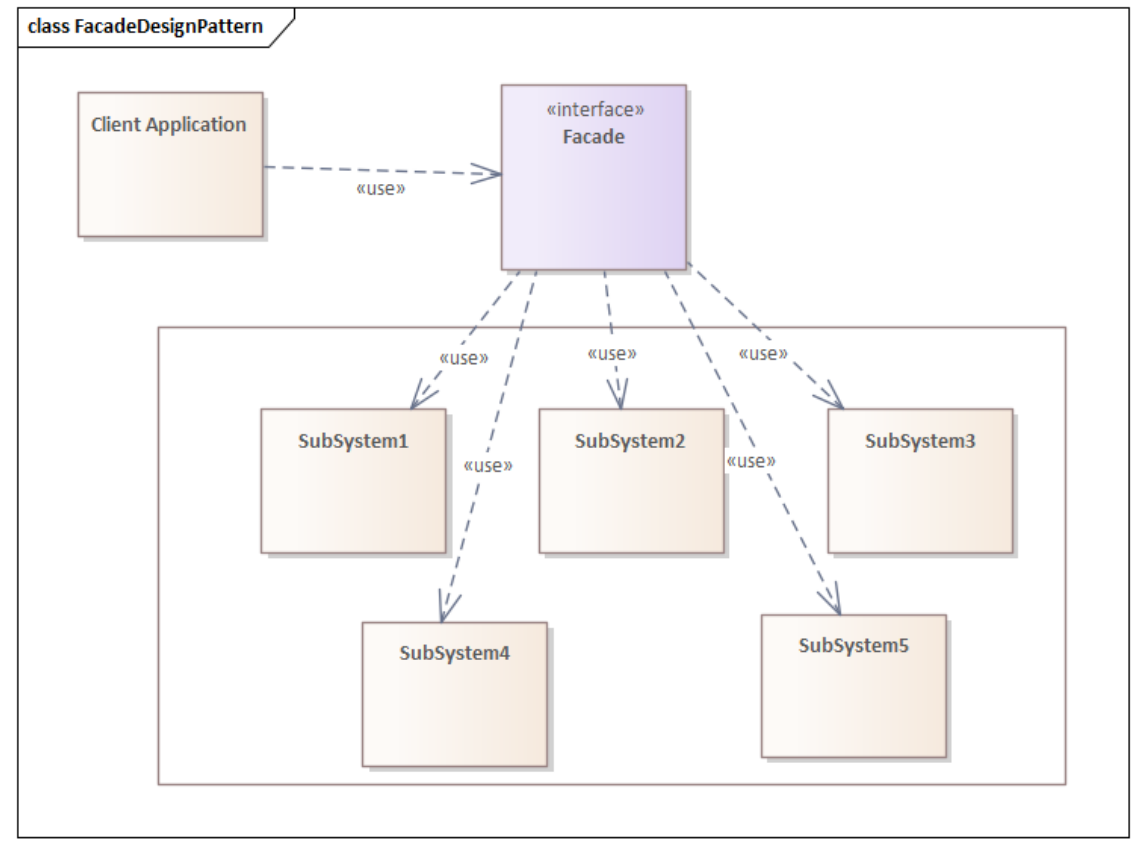 class FacadeDesignPattern
Client Application
«interface»
Facade
«use»
«use»
«use»
«use»
SubSystem1
SubSystem2
SubSystem3
«use»
«use»
SubSystem4
SubSystem5